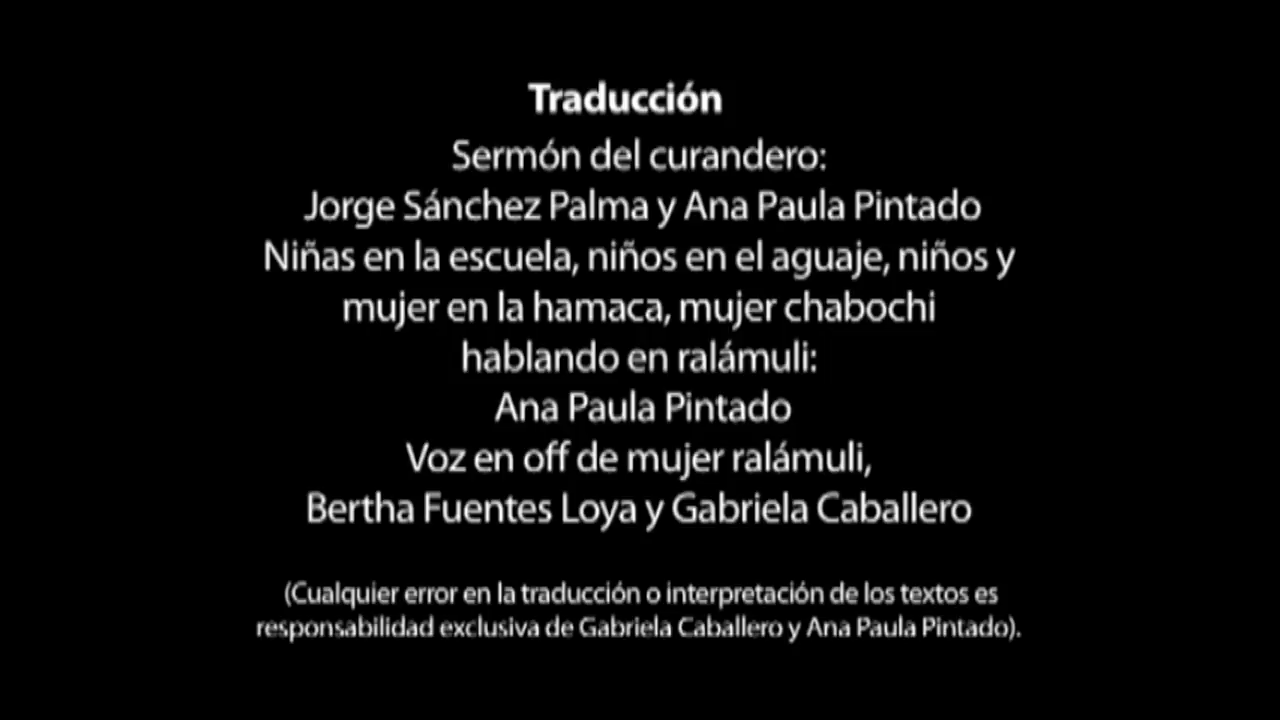 Traducción
Sermón del curandero:
Jorge Sánchez Palma y Ana Paula Pintado
Niñas en la escuela, niños en el aguaje, niños y
mujer en la hamaca, mujer chabochi
hablando en ralámuli:
Ana Paula Pintado
Voz en off de mujer ralámuli,
Bertha Fuentes Loya y Gabriela Caballero
(Cualquier error en la traducción o interpretación de los textos es
responsabilidad exclusiva de Gabriela Caballero y Ana Paula Pintado).